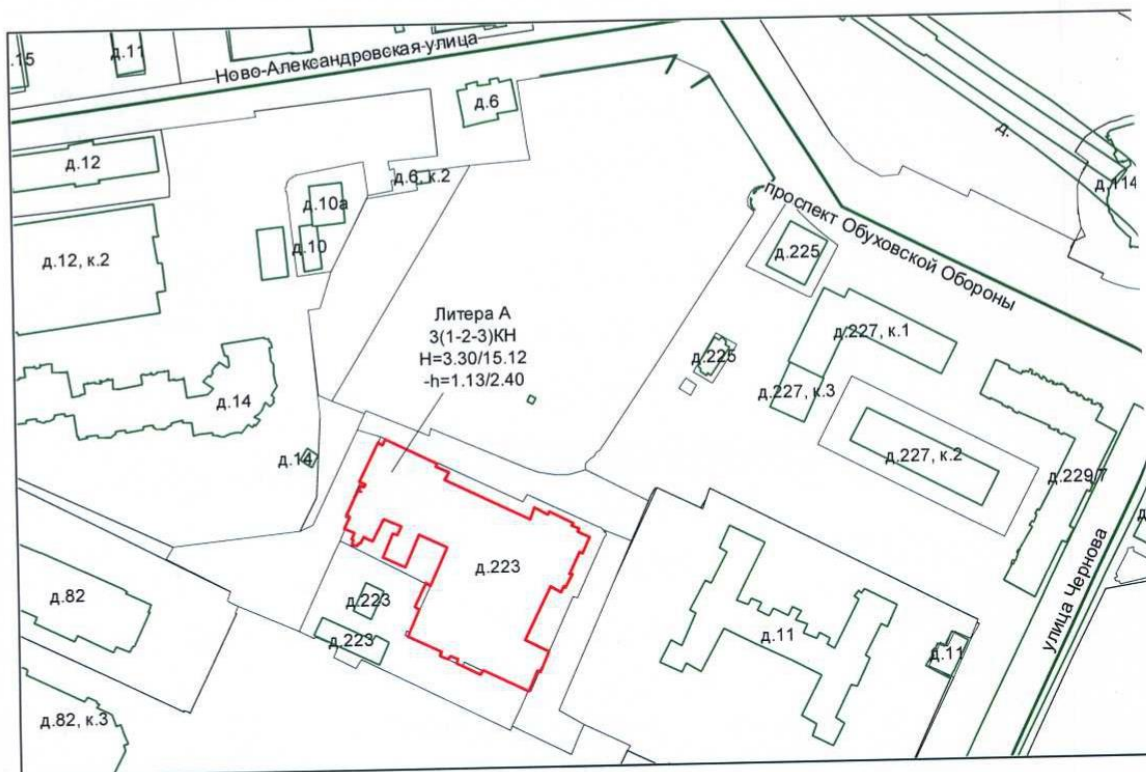 д.11
Ново-Александровская улица
д.6
д.12
д.6, к.2
д.10а
д.10
д.114
проспект Обуховской Обороны
д.225
д.12, к.2
Литера А
3(1-2-3)КН
Н=3.30/15.12
-h=1.13/2.40
д.227, к.1
д.225
д.227, к.3
д.14
д.14
д.227, к.2
д.229/7
д.223
улица Чернова
д.82
д.223
д.223
д.11
д.11
д.82, к.3